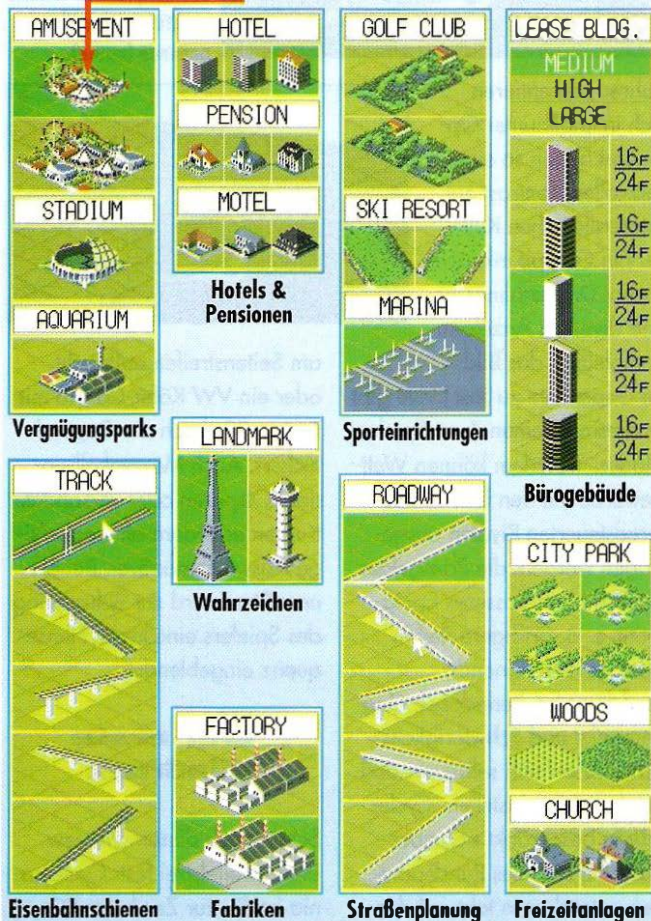 AMUSEMENT
STADIUM
AQUARIUM
Vergnügungsparks
HOTEL
PENSION
MOTEL
Hotels &
Pensionen
GOLF CLUB
SKI RESORT
MARINA
Sporteinrichtungen
LEASE BLDG.
MEDIUM
HIGH
LARGE
16F
24F
16F
24F
16F
24F
16F
24F
16F
24F
Bürogebäude
TRACK
Eisenbahnschienen
LANDMARK
Wahrzeichen
FACTORY
Fabriken
ROADWAY
Straßenplanung
CITY PARK
WOODS
CHURCH
Freizeitanlagen